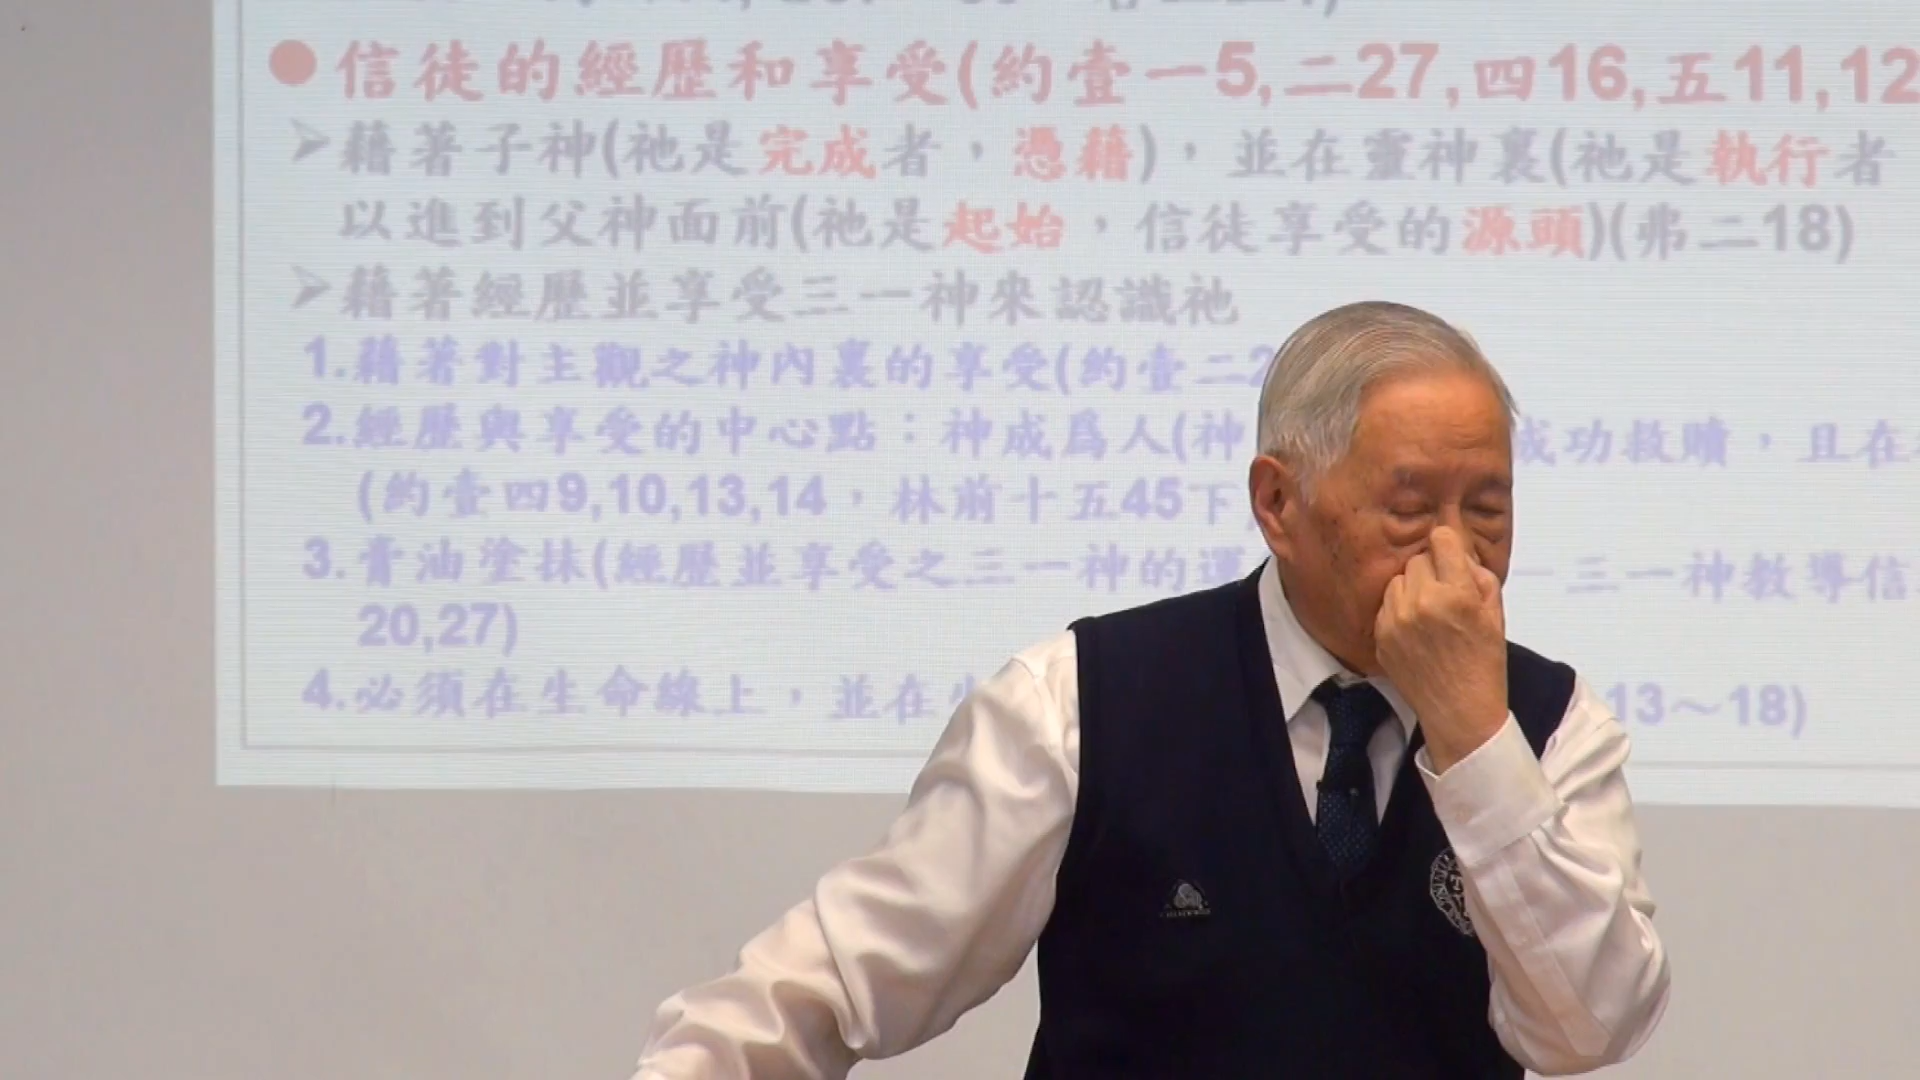 ●信徒的經歷和享受(約壹一5,二27,四16,五11,12
➢藉著子神(祂是完成者,憑藉),並在靈神裏(祂是執行者
以進到父神面前(祂是起始,信徒享受的源頭)(弗二18)
➢藉著經歷並享受三一神來認識祂
1.藉著對主觀之神內裏的享受(約壹二2
2.經歷與享受的中心點:神成爲人(神 成功救贖,且在
(約壹四9,10,13,14,林前十五45下
3.膏油塗抹(經歷並享受之三一神的運 一三一神教導信
20,27)
4.必須在生命線上,並在 13～18)